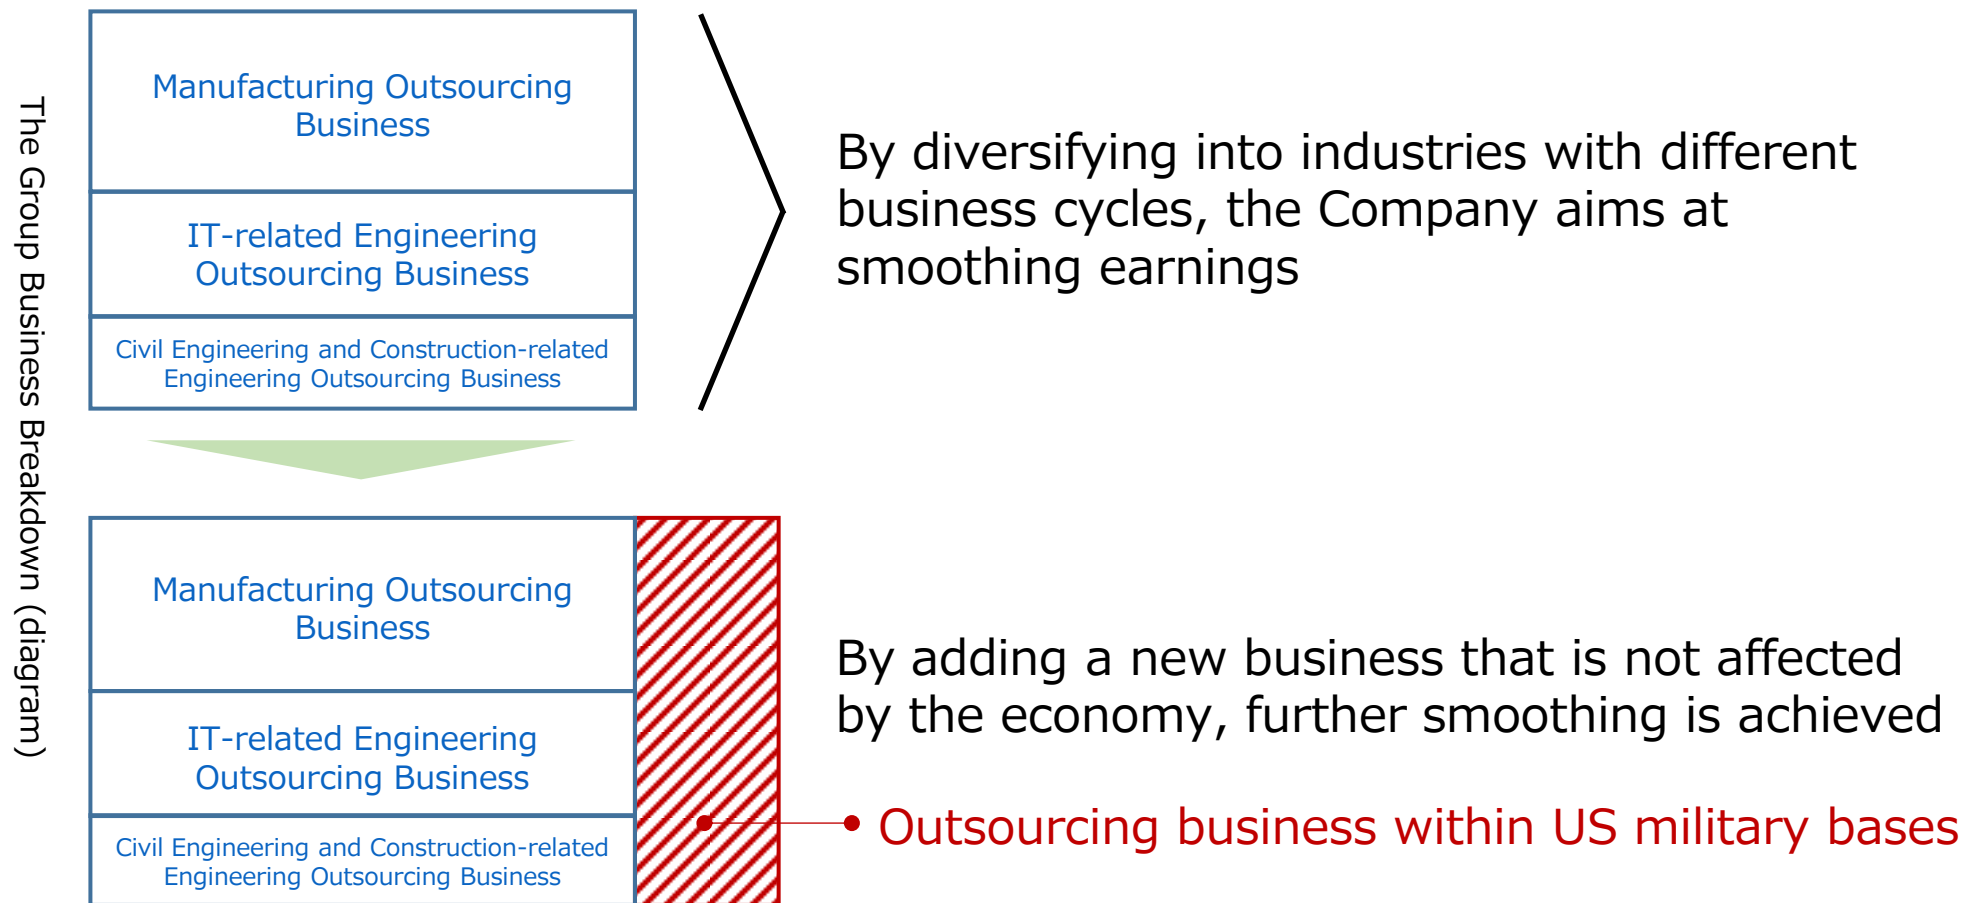 The Group Business Breakdown (diagram)
Manufacturing Outsourcing
Business
IT-related Engineering
Outsourcing Business
Civil Engineering and Construction-related
Engineering Outsourcing Business
By diversifying into industries with different
business cycles, the Company aims at
smoothing earnings
Manufacturing Outsourcing
Business
IT-related Engineering
Outsourcing Business
Civil Engineering and Construction-related
Engineering Outsourcing Business
By adding a new business that is not affected
by the economy, further smoothing is achieved
Outsourcing business within US military bases